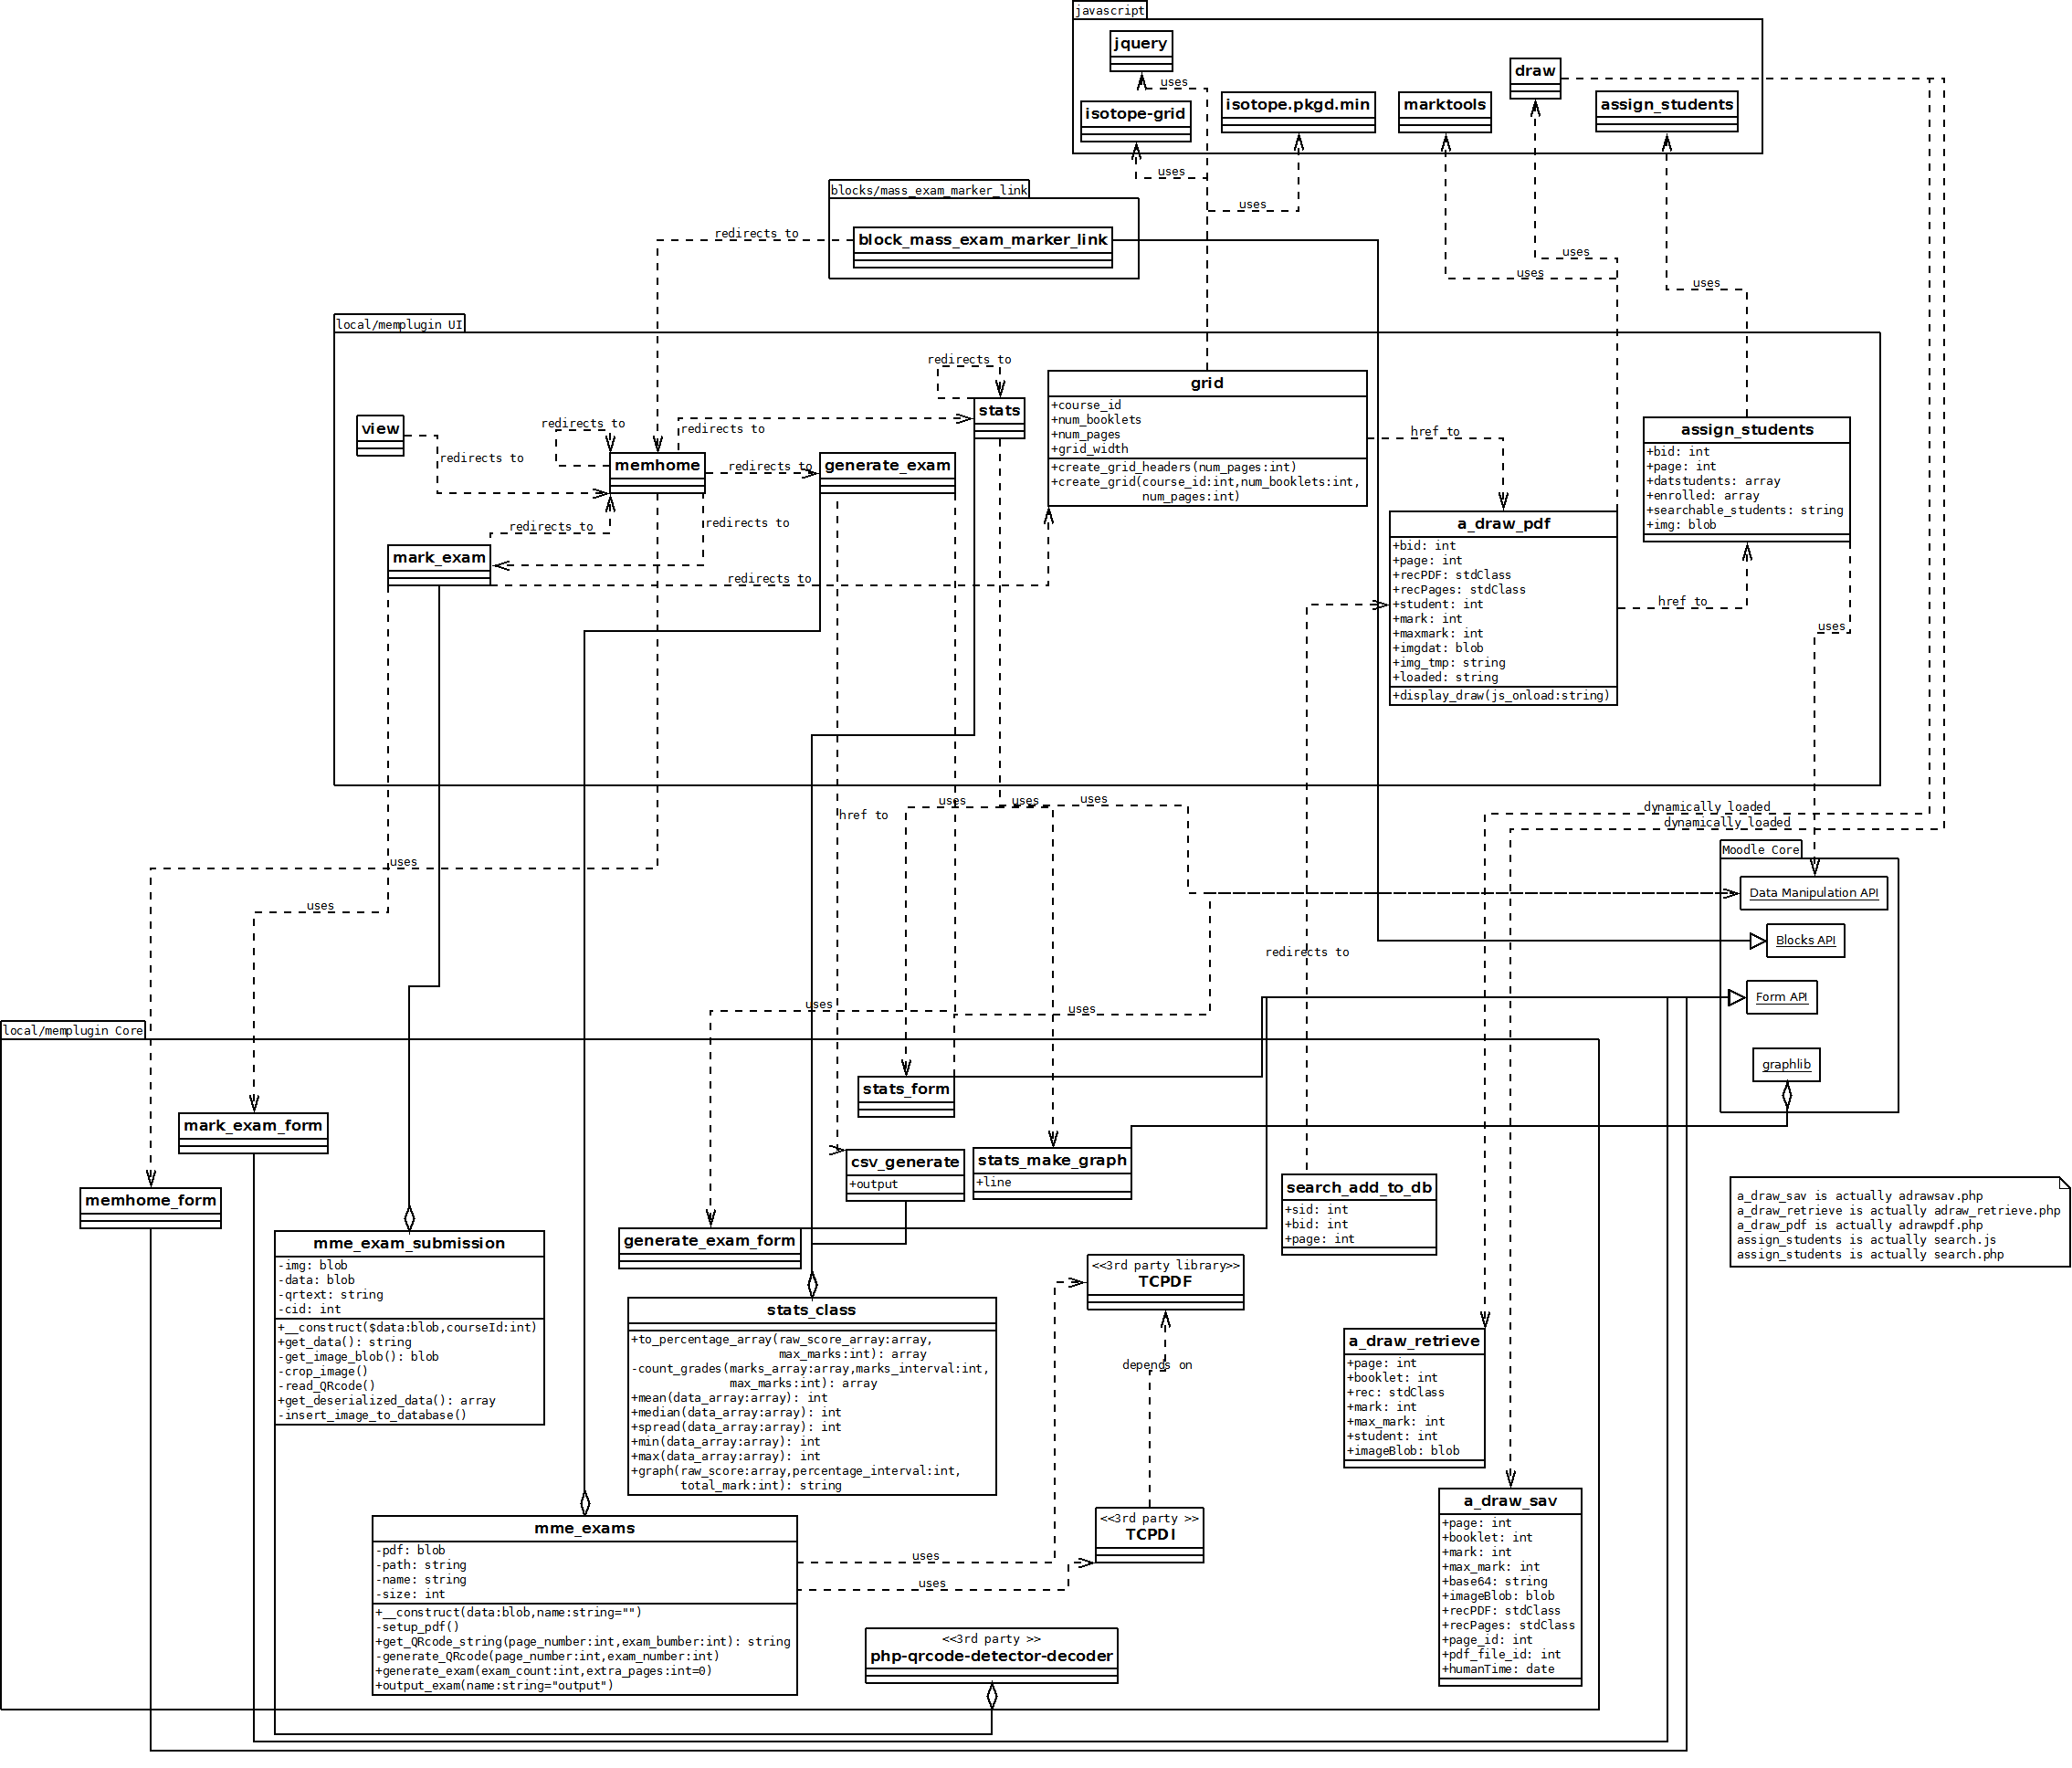 javascript
jquery
uses
isotope-grid
isotope.pkgd.min
marktools
draw
assign_students
uses
uses
uses
uses
uses
blocks/mass_exam_marker_link
block_mass_exam_marker_link
redirects to
local/memplugin UI
view
redirects to
redirects to
memhome
redirects to
redirects to
redirects to
stats
redirects to
generate_exam
redirects to
redirects to
mark_exam
redirects to
grid
+course_id
+num_booklets
+num_pages
+grid_width
+create_grid_headers(num_pages:int)
+create_grid(course_id:int,num_booklets:int,
num_pages:int)
href to
a_draw_pdf
+bid: int
+page: int
+recPDF: stdClass
+recPages: stdClass
+student: int
+mark: int
+maxmark: int
+imgdat: blob
+img_tmp: string
+loaded: string
+display_draw(js_onload:string)
href to
assign_students
+bid: int
+page: int
+datstudents: array
+enrolled: array
+searchable_students: string
+img: blob
uses
uses
uses
uses
href to
dynamically loaded
dynamically loaded
uses
uses
Moodle Core
Data Manipulation API
Blocks API
Form API
graphlib
redirects to
uses
uses
local/memplugin Core
stats_form
mark_exam_form
memhome_form
csv_generate
+output
stats_make_graph
+line
generate_exam_form
search_add_to_db
+sid: int
+bid: int
+page: int
a_draw_sav is actually adrawsav.php
a_draw_retrieve is actually adraw_retrieve.php
a_draw_pdf is actually adrawpdf.php
assign_students is actually search.js
assign_students is actually search.php
mme_exam_submission
-img: blob
-data: blob
-qrtext: string
-cid: int
+__construct($data:blob,courseId:int)
+get_data(): string
-get_image_blob(): blob
-crop_image()
-read_QRcode()
+get_deserialized_data(): array
-insert_image_to_database()
stats_class
+to_percentage_array(raw_score_array:array,
max_marks:int): array
-count_grades(marks_array:array,marks_interval:int,
max_marks:int): array
+mean(data_array:array): int
+median(data_array:array): int
+spread(data_array:array): int
+min(data_array:array): int
+max(data_array:array): int
+graph(raw_score:array,percentage_interval:int,
total_mark:int): string
<<3rd party library>>
TCPDF
depends on
<<3rd party >>
TCPDI
a_draw_retrieve
+page: int
+booklet: int
+rec: stdClass
+mark: int
+max_mark: int
+student: int
+imageBlob: blob
a_draw_sav
+page: int
+booklet: int
+mark: int
+max_mark: int
+base64: string
+imageBlob: blob
+recPDF: stdClass
+recPages: stdClass
+page_id: int
+pdf_file_id: int
+humanTime: date
mme_exams
-pdf: blob
-path: string
-name: string
-size: int
+__construct(data:blob,name:string="")
-setup_pdf()
+get_QRcode_string(page_number:int,exam_bumber:int): string
-generate_QRcode(page_number:int,exam_number:int)
+generate_exam(exam_count:int,extra_pages:int=0)
+output_exam(name:string="output")
uses
uses
<<3rd party >>
php-qrcode-detector-decoder